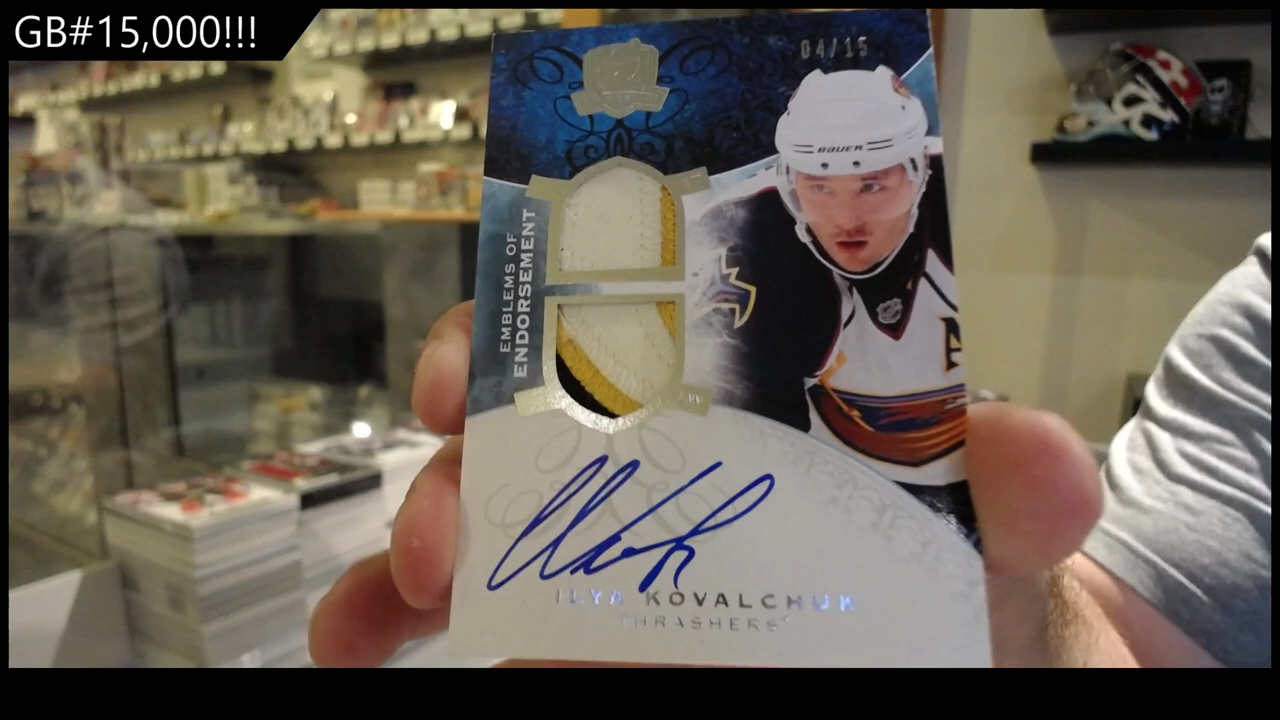 GB#15,000!!!
04/15
BAUER
EMBLEMS OF
ENDORSEMENT
A
ILYA KOVALCHUK
THRASHERS